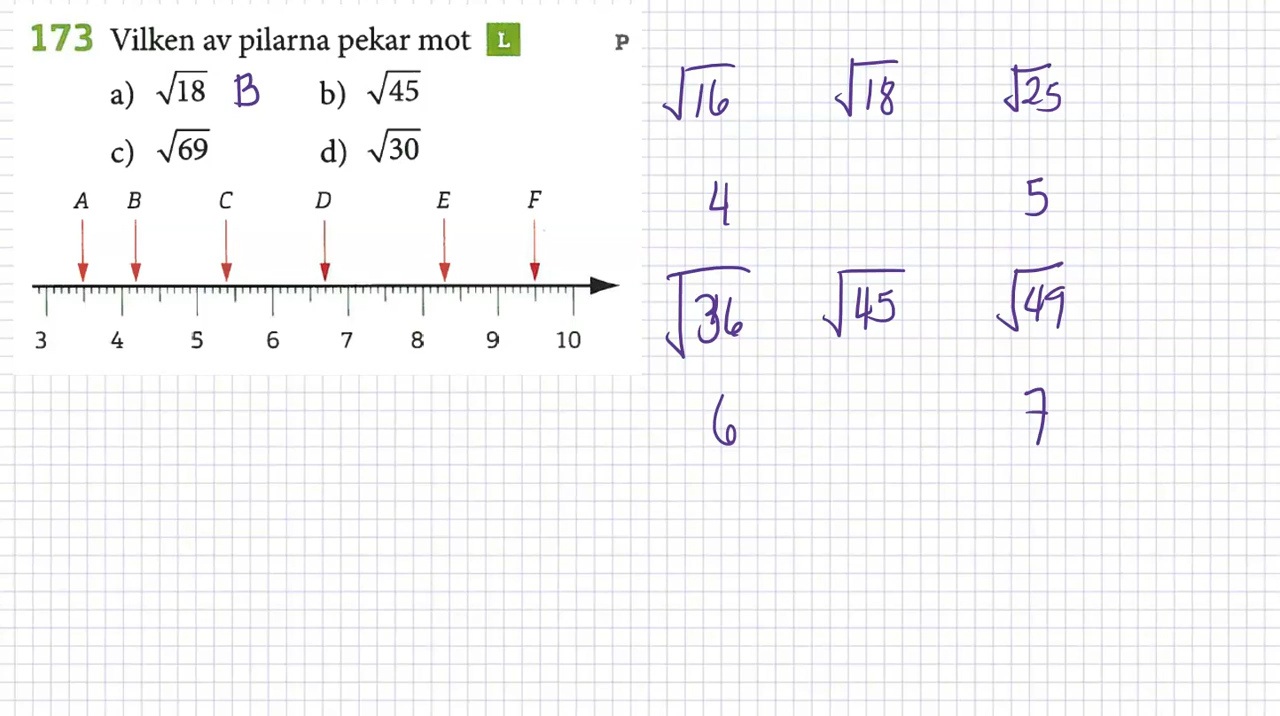 173 Vilken av pilarna pekar mot L P
a) √18 B b) √45
c) √69 d) √30
A B C D E F
3 4 5 6 7 8 9 10
√16 √18 √25
4 5
√36 √45 √49
6 7